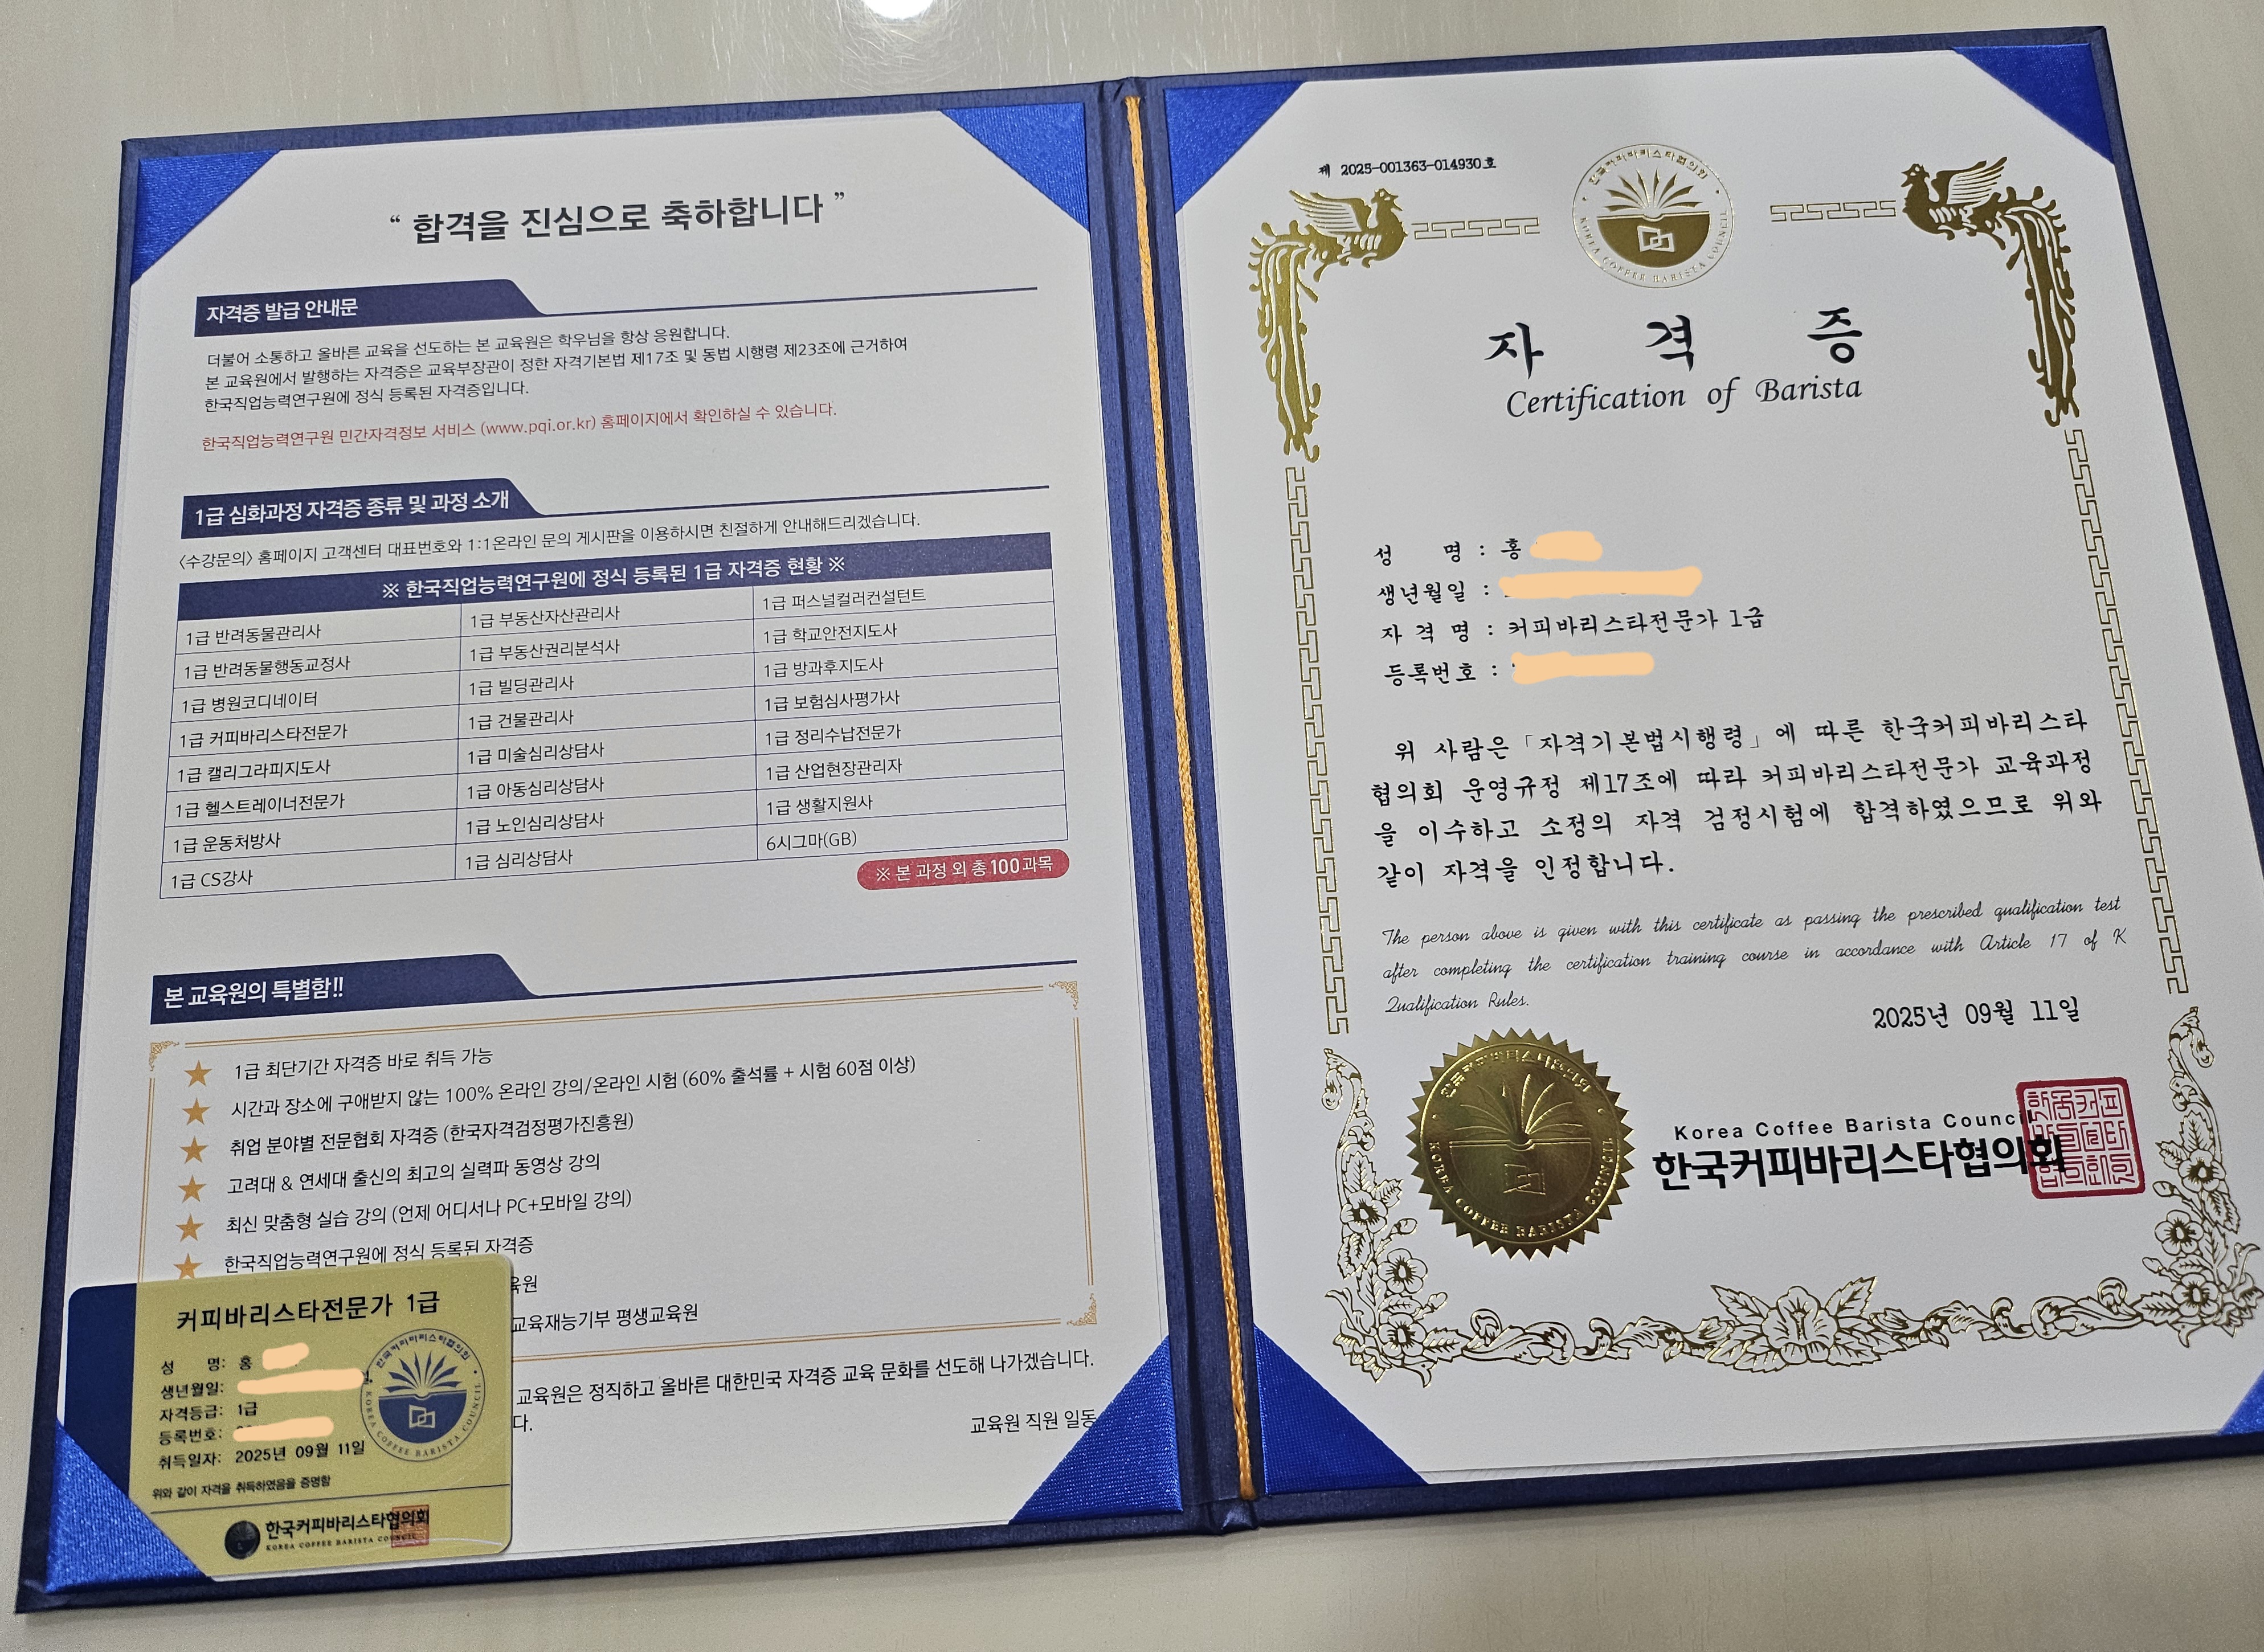 “ 합격을 진심으로 축하합니다 ”
자격증 발급 안내문
더불어 소통하고 올바른 교육을 선도하는 본 교육원은 학우님을 항상 응원합니다.
본 교육원에서 발행하는 자격증은 교육부장관이 정한 자격기본법 제17조 및 동법 시행령 제23조에 근거하여
한국직업능력연구원에 정식 등록된 자격증입니다.
한국직업능력연구원 민간자격정보 서비스 (www.pqi.or.kr) 홈페이지에서 확인하실 수 있습니다.
1급 심화과정 자격증 종류 및 과정 소개
<수강문의> 홈페이지 고객센터 대표번호와 1:1온라인 문의 게시판을 이용하시면 친절하게 안내해드리겠습니다.
※ 한국직업능력연구원에 정식 등록된 1급 자격증 현황 ※
1급 반려동물관리사 1급 부동산자산관리사 1급 퍼스널컬러컨설턴트
1급 반려동물행동교정사 1급 부동산권리분석사 1급 학교안전지도사
1급 병원코디네이터 1급 빌딩관리사 1급 방과후지도사
1급 커피바리스타전문가 1급 건물관리사 1급 보험심사평가사
1급 캘리그라피지도사 1급 미술심리상담사 1급 정리수납전문가
1급 헬스트레이너전문가 1급 아동심리상담사 1급 산업현장관리자
1급 운동처방사 1급 노인심리상담사 1급 생활지원사
1급 CS강사 1급 심리상담사 6시그마(GB)
※ 본 과정 외 총 100과목
본 교육원의 특별함!!
★ 1급 최단기간 자격증 바로 취득 가능
★ 시간과 장소에 구애받지 않는 100% 온라인 강의/온라인 시험 (60% 출석률 + 시험 60점 이상)
★ 취업 분야별 전문협회 자격증 (한국자격검정평가진흥원)
★ 고려대 & 연세대 출신의 최고의 실력파 동영상 강의
★ 최신 맞춤형 실습 강의 (언제 어디서나 PC+모바일 강의)
★ 한국직업능력연구원에 정식 등록된 자격증
육원
교육재능기부 평생교육원
교육원은 정직하고 올바른 대한민국 자격증 교육 문화를 선도해 나가겠습니다.
다.
교육원 직원 일동
커피바리스타전문가 1급
성 명: 홍
생년월일:
자격등급: 1급
등록번호:
취득일자: 2025년 09월 11일
위와 같이 자격을 취득하였음을 증명함
한국커피바리스타협의회
KOREA COFFEE BARISTA COUNCIL
한국커피바리스타협의회
KOREA COFFEE BARISTA COUNCIL
제 2025-001363-014930호
한국커피바리스타협의회
KOREA COFFEE BARISTA COUNCIL
자 격 증
Certification of Barista
성 명 : 홍
생년월일 :
자 격 명 : 커피바리스타전문가 1급
등록번호 :
위 사람은「자격기본법시행령」에 따른 한국커피바리스타
협의회 운영규정 제17조에 따라 커피바리스타전문가 교육과정
을 이수하고 소정의 자격 검정시험에 합격하였으므로 위와
같이 자격을 인정합니다.
The person above is given with this certificate as passing the prescribed qualification test
after completing the certification training course in accordance with Article 17 of K
Qualification Rules.
2025년 09월 11일
한국커피바리스타협의회
KOREA COFFEE BARISTA COUNCIL
Korea Coffee Barista Council
한국커피바리스타협의회